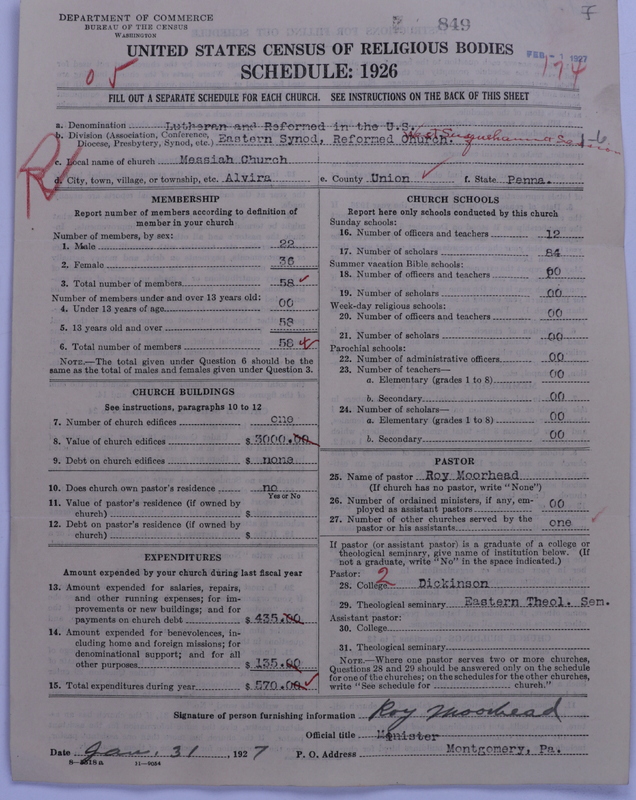 DEPARTMENT OF COMMERCE
BUREAU OF THE CENSUS
WASHINGTON
849
F
UNITED STATES CENSUS OF RELIGIOUS BODIES
FEB -1 1927
SCHEDULE: 1926
05
174
FILL OUT A SEPARATE SCHEDULE FOR EACH CHURCH. SEE INSTRUCTIONS ON THE BACK OF THIS SHEET
R
a. Denomination Lutheran and Reformed in the U.S.
b. Division (Association, Conference, Diocese, Presbytery, Synod, etc.) Eastern Synod, Reformed Church. West Susquehanna 1-6
c. Local name of church Messiah Church
d. City, town, village, or township, etc. Alvira e. County Union f. State Penna.
MEMBERSHIP
Report number of members according to definition of
member in your church
Number of members, by sex:
1. Male 22
2. Female 36
3. Total number of members 58
Number of members under and over 13 years old:
4. Under 13 years of age 00
5. 13 years old and over 58
6. Total number of members 58
NOTE.—The total given under Question 6 should be the
same as the total of males and females given under Question 3.
CHURCH BUILDINGS
See instructions, paragraphs 10 to 12
7. Number of church edifices one
8. Value of church edifices $ 3000.00
9. Debt on church edifices $ none
10. Does church own pastor's residence no
Yes or No
11. Value of pastor's residence (if owned by
church) $
12. Debt on pastor's residence (if owned by
church) $
EXPENDITURES
Amount expended by your church during last fiscal year
13. Amount expended for salaries, repairs,
and other running expenses; for im-
provements or new buildings; and for
payments on church debt $ 435.00
14. Amount expended for benevolences, in-
cluding home and foreign missions; for
denominational support; and for all
other purposes $ 135.00
15. Total expenditures during year $ 570.00
CHURCH SCHOOLS
Report here only schools conducted by this church
Sunday schools:
16. Number of officers and teachers 12
17. Number of scholars 84
Summer vacation Bible schools:
18. Number of officers and teachers 00
19. Number of scholars 00
Week-day religious schools:
20. Number of officers and teachers 00
21. Number of scholars 00
Parochial schools:
22. Number of administrative officers 00
23. Number of teachers—
a. Elementary (grades 1 to 8) 00
b. Secondary 00
24. Number of scholars—
a. Elementary (grades 1 to 8) 00
b. Secondary 00
PASTOR
25. Name of pastor Roy Moorhead
(If church has no pastor, write "None")
26. Number of ordained ministers, if any, em-
ployed as assistant pastors 00
27. Number of other churches served by the
pastor or his assistants one
If pastor (or assistant pastor) is a graduate of a college or
theological seminary, give name of institution below. (If
not a graduate, write "No" in the space indicated.)
Pastor:
28. College 2 Dickinson
29. Theological seminary Eastern Theol. Sem.
Assistant pastor:
30. College
31. Theological seminary
NOTE.—Where one pastor serves two or more churches,
Questions 28 and 29 should be answered only on the schedule
for one of the churches; on the schedules for the other churches,
write "See schedule for church."
Signature of person furnishing information Roy Moorhead
Official title Minister
Date Jan. 31, 1927 P. O. Address Montgomery, Pa.
11-9054